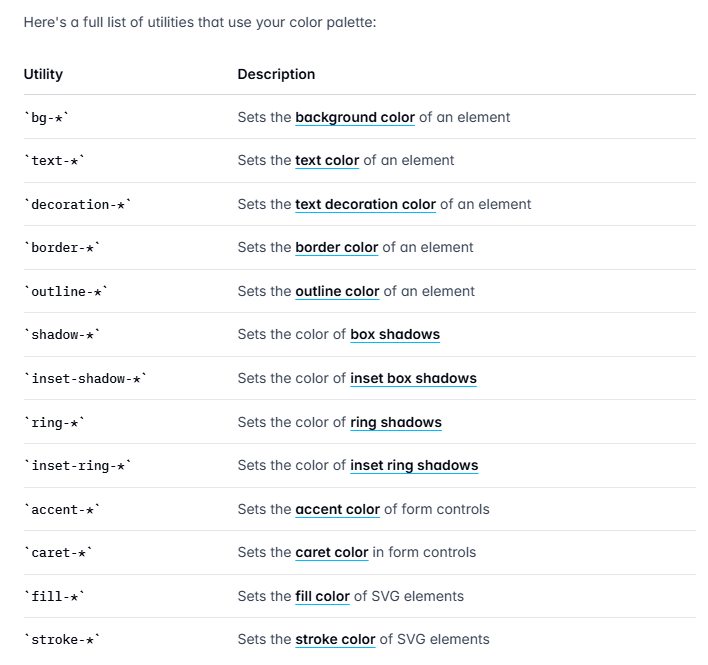 Here's a full list of utilities that use your color palette:
Utility Description
`bg-*` Sets the background color of an element
`text-*` Sets the text color of an element
`decoration-*` Sets the text decoration color of an element
`border-*` Sets the border color of an element
`outline-*` Sets the outline color of an element
`shadow-*` Sets the color of box shadows
`inset-shadow-*` Sets the color of inset box shadows
`ring-*` Sets the color of ring shadows
`inset-ring-*` Sets the color of inset ring shadows
`accent-*` Sets the accent color of form controls
`caret-*` Sets the caret color in form controls
`fill-*` Sets the fill color of SVG elements
`stroke-*` Sets the stroke color of SVG elements